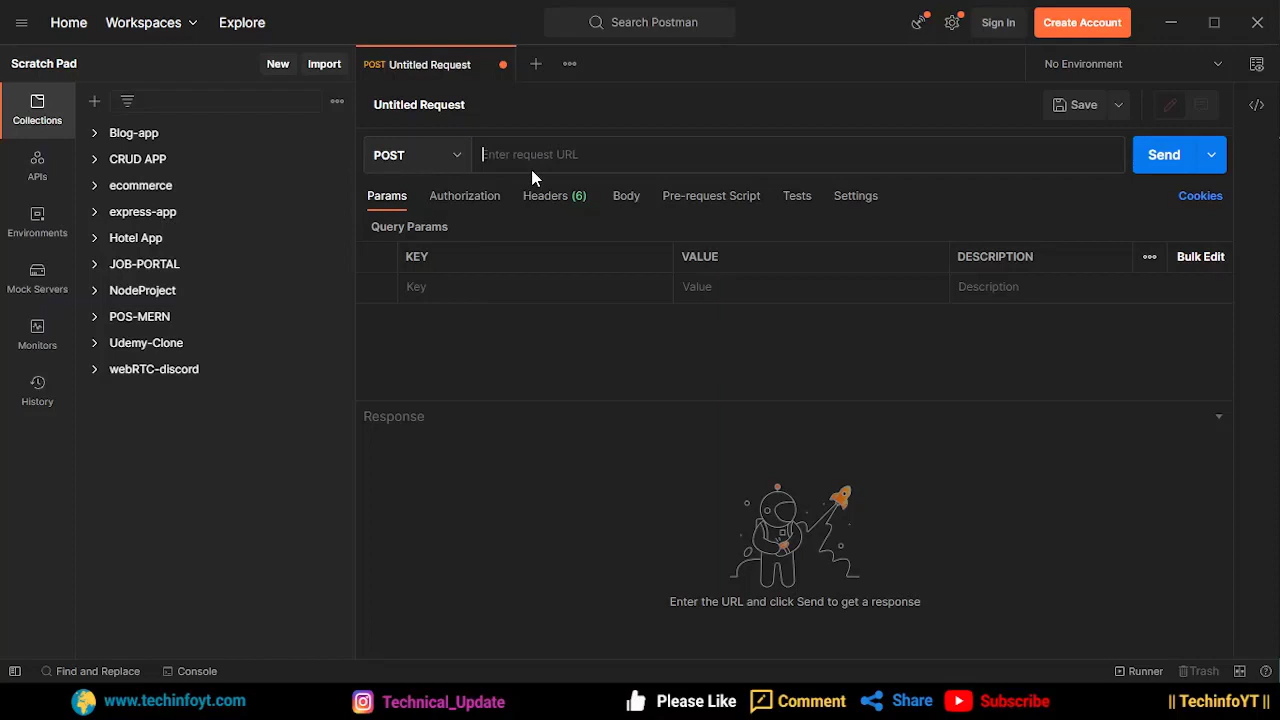 Home Workspaces Explore Search Postman Sign In Create Account
Scratch Pad New Import POST Untitled Request No Environment
Untitled Request Save
Collections
APIs
Environments
Mock Servers
Monitors
History
Blog-app
CRUD APP
ecommerce
express-app
Hotel App
JOB-PORTAL
NodeProject
POS-MERN
Udemy-Clone
webRTC-discord
POST Enter request URL Send
Params Authorization Headers (6) Body Pre-request Script Tests Settings Cookies
Query Params
KEY VALUE DESCRIPTION Bulk Edit
Key Value Description
Response
Enter the URL and click Send to get a response
Find and Replace Console Runner Trash
www.techinfoyt.com Technical_Update Please Like Comment Share Subscribe || TechinfoYT ||